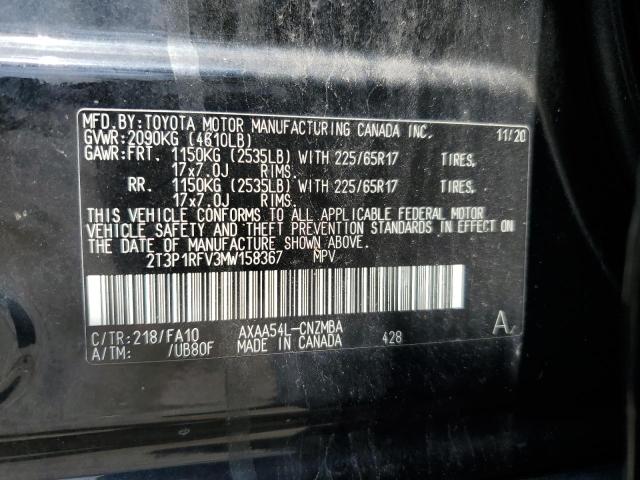 MFD.BY:TOYOTA MOTOR MANUFACTURING CANADA INC. 11/20
GVWR:2090KG (4610LB)
GAWR:FRT. 1150KG (2535LB) WITH 225/65R17 TIRES,
17x7.0J RIMS.
RR. 1150KG (2535LB) WITH 225/65R17 TIRES,
17x7.0J RIMS.
THIS VEHICLE CONFORMS TO ALL APPLICABLE FEDERAL MOTOR
VEHICLE SAFETY AND THEFT PREVENTION STANDARDS IN EFFECT ON
THE DATE OF MANUFACTURE SHOWN ABOVE.
2T3P1RFV3MW158367 MPV
C/TR:218/FA10 AXAA54L-CNZMBA A
A/TM: /UB80F MADE IN CANADA 428